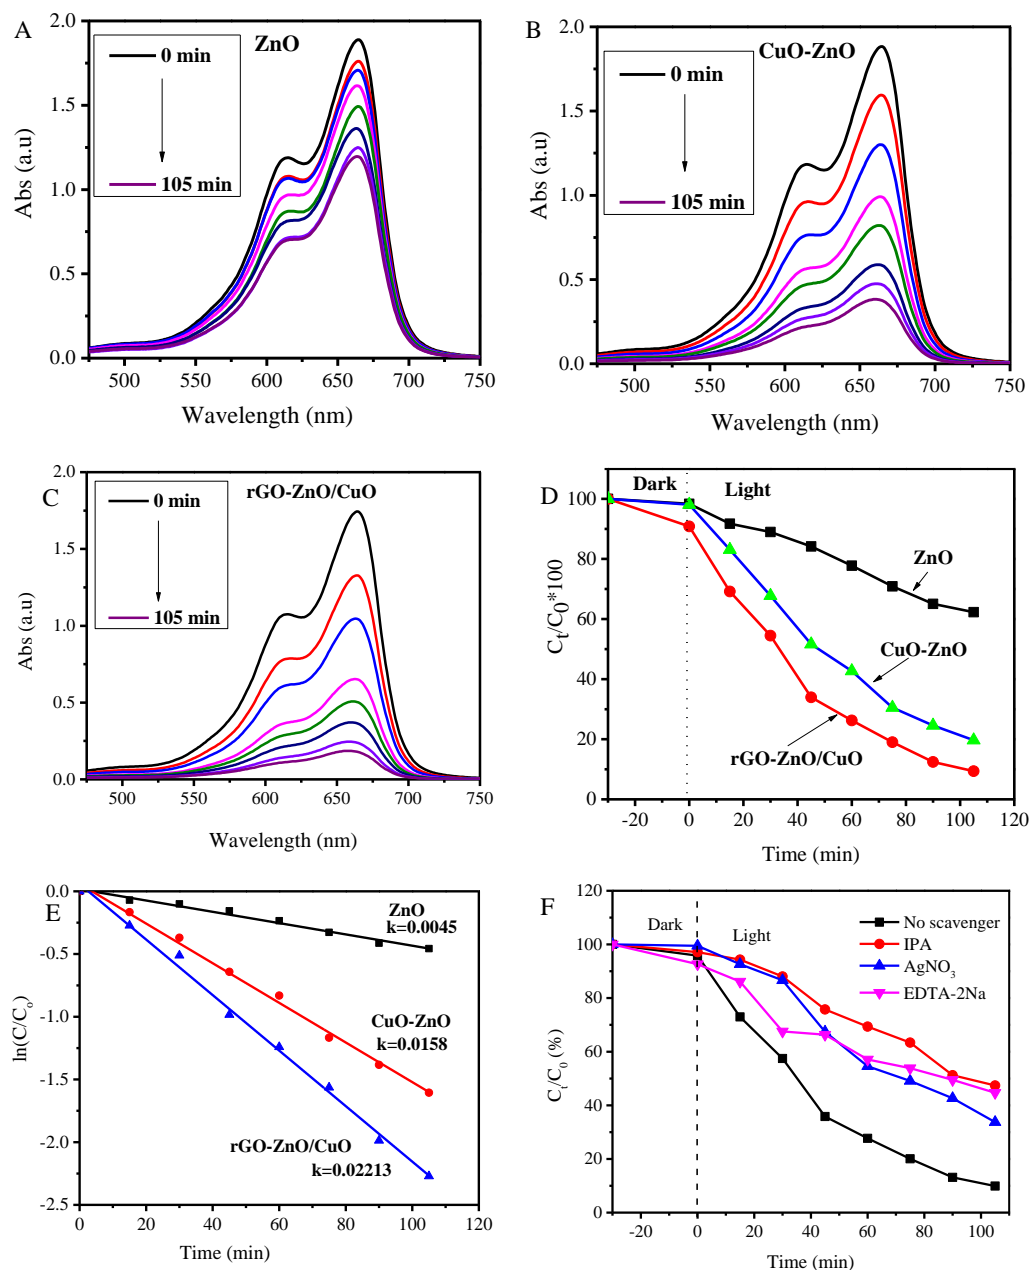 A
ZnO
0 min
105 min
Abs (a.u)
2.0
1.5
1.0
0.5
0.0
500 550 600 650 700 750
Wavelength (nm)
B
CuO-ZnO
0 min
105 min
Abs (a.u)
2.0
1.5
1.0
0.5
0.0
500 550 600 650 700 750
Wavelength (nm)
C
rGO-ZnO/CuO
0 min
105 min
Abs (a.u)
2.0
1.5
1.0
0.5
0.0
500 550 600 650 700 750
Wavelength (nm)
D
Dark Light
ZnO
CuO-ZnO
rGO-ZnO/CuO
Ct/C0*100
100
80
60
40
20
0
-20 0 20 40 60 80 100 120
Time (min)
E
ZnO
k=0.0045
CuO-ZnO
k=0.0158
rGO-ZnO/CuO
k=0.02213
ln(C/Co)
0.0
-0.5
-1.0
-1.5
-2.0
-2.5
0 20 40 60 80 100 120
Time (min)
F
Dark Light
No scavenger
IPA
AgNO3
EDTA-2Na
Ct/C0 (%)
120
100
80
60
40
20
0
-20 0 20 40 60 80 100
Time (min)